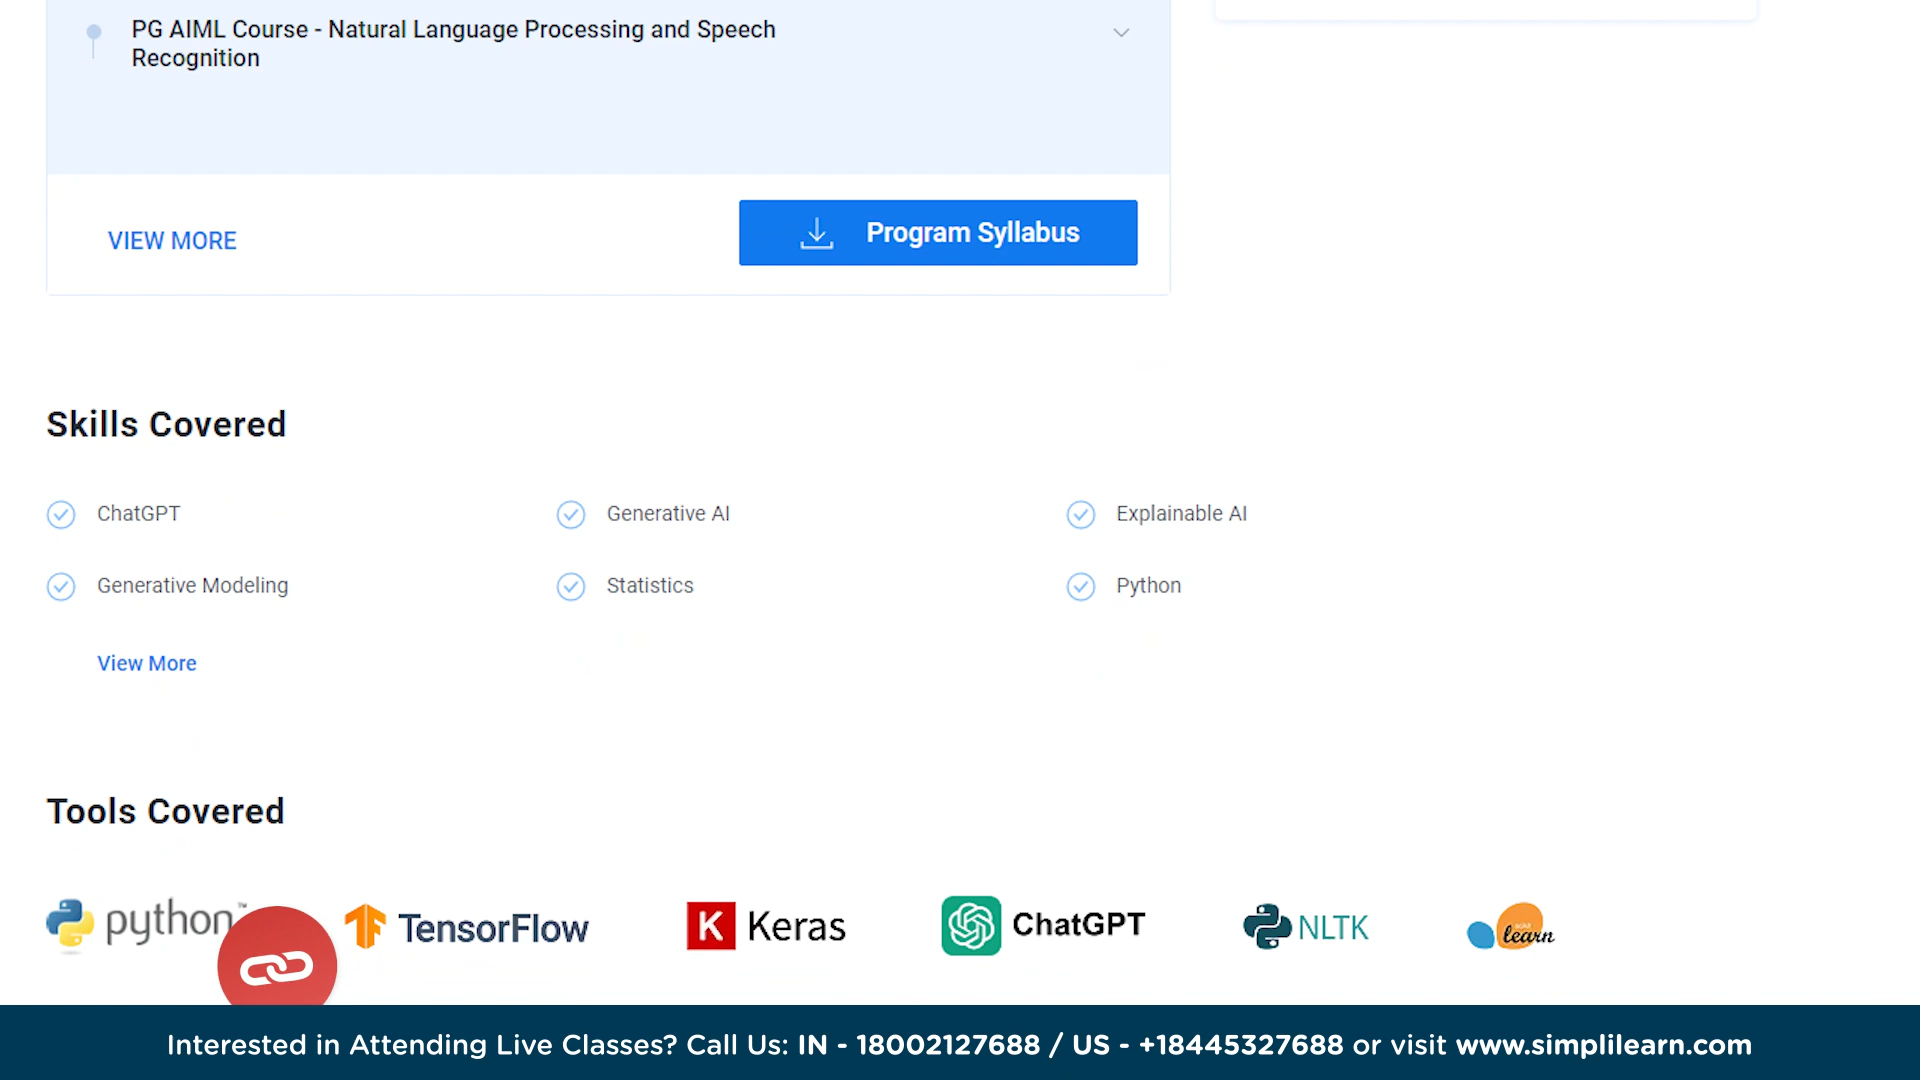 PG AIML Course - Natural Language Processing and Speech
Recognition
VIEW MORE
Program Syllabus
Skills Covered
ChatGPT
Generative AI
Explainable AI
Generative Modeling
Statistics
Python
View More
Tools Covered
python™
TensorFlow
K Keras
ChatGPT
NLTK
scikit learn
Interested in Attending Live Classes? Call Us: IN - 18002127688 / US - +18445327688 or visit www.simplilearn.com